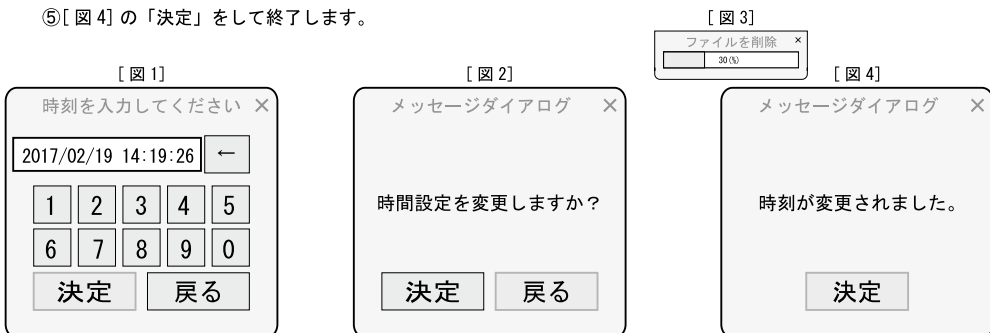 ⑤[図4]の「決定」をして終了します。
[図3]
ファイルを削除 ×
30(%)
[図1]
時刻を入力してください ×
2017/02/19 14:19:26 ←
1 2 3 4 5
6 7 8 9 0
決定 戻る
[図2]
メッセージダイアログ ×
時間設定を変更しますか？
決定 戻る
[図4]
メッセージダイアログ ×
時刻が変更されました。
決定